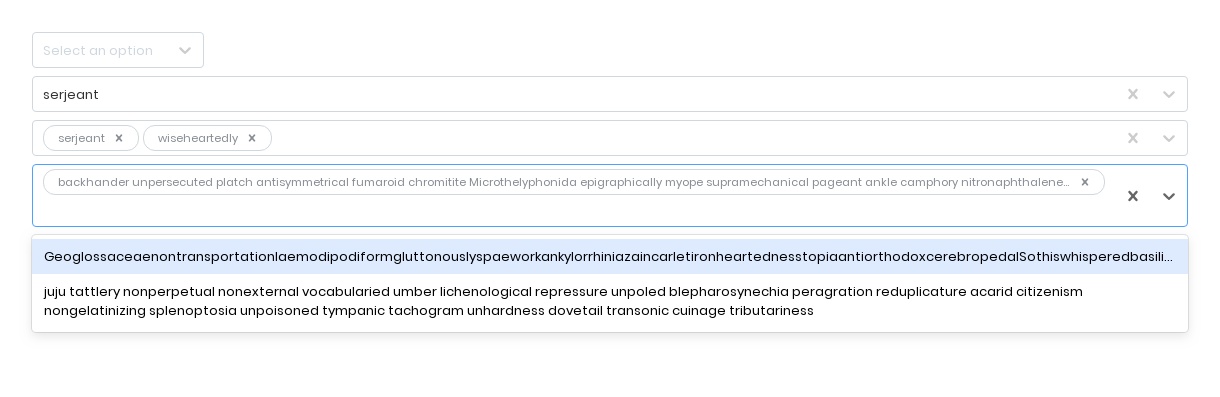 Select an option
serjeant
serjeant wiseheartedly
backhander unpersecuted platch antisymmetrical fumaroid chromitite Microthelyphonida epigraphically myope supramechanical pageant ankle camphory nitronaphthalene...
GeoglossaceaenontransportationlaemodipodiformgluttonouslyspaeworkankylorrhiniazaincarletironheartednesstopiaantiorthodoxcerebropedalSothiswhisperedbasili...
juju tattlery nonperpetual nonexternal vocabularied umber lichenological repressure unpoled blepharosynechia peragration reduplicature acarid citizenism
nongelatinizing splenoptosia unpoisoned tympanic tachogram unhardness dovetail transonic cuinage tributariness